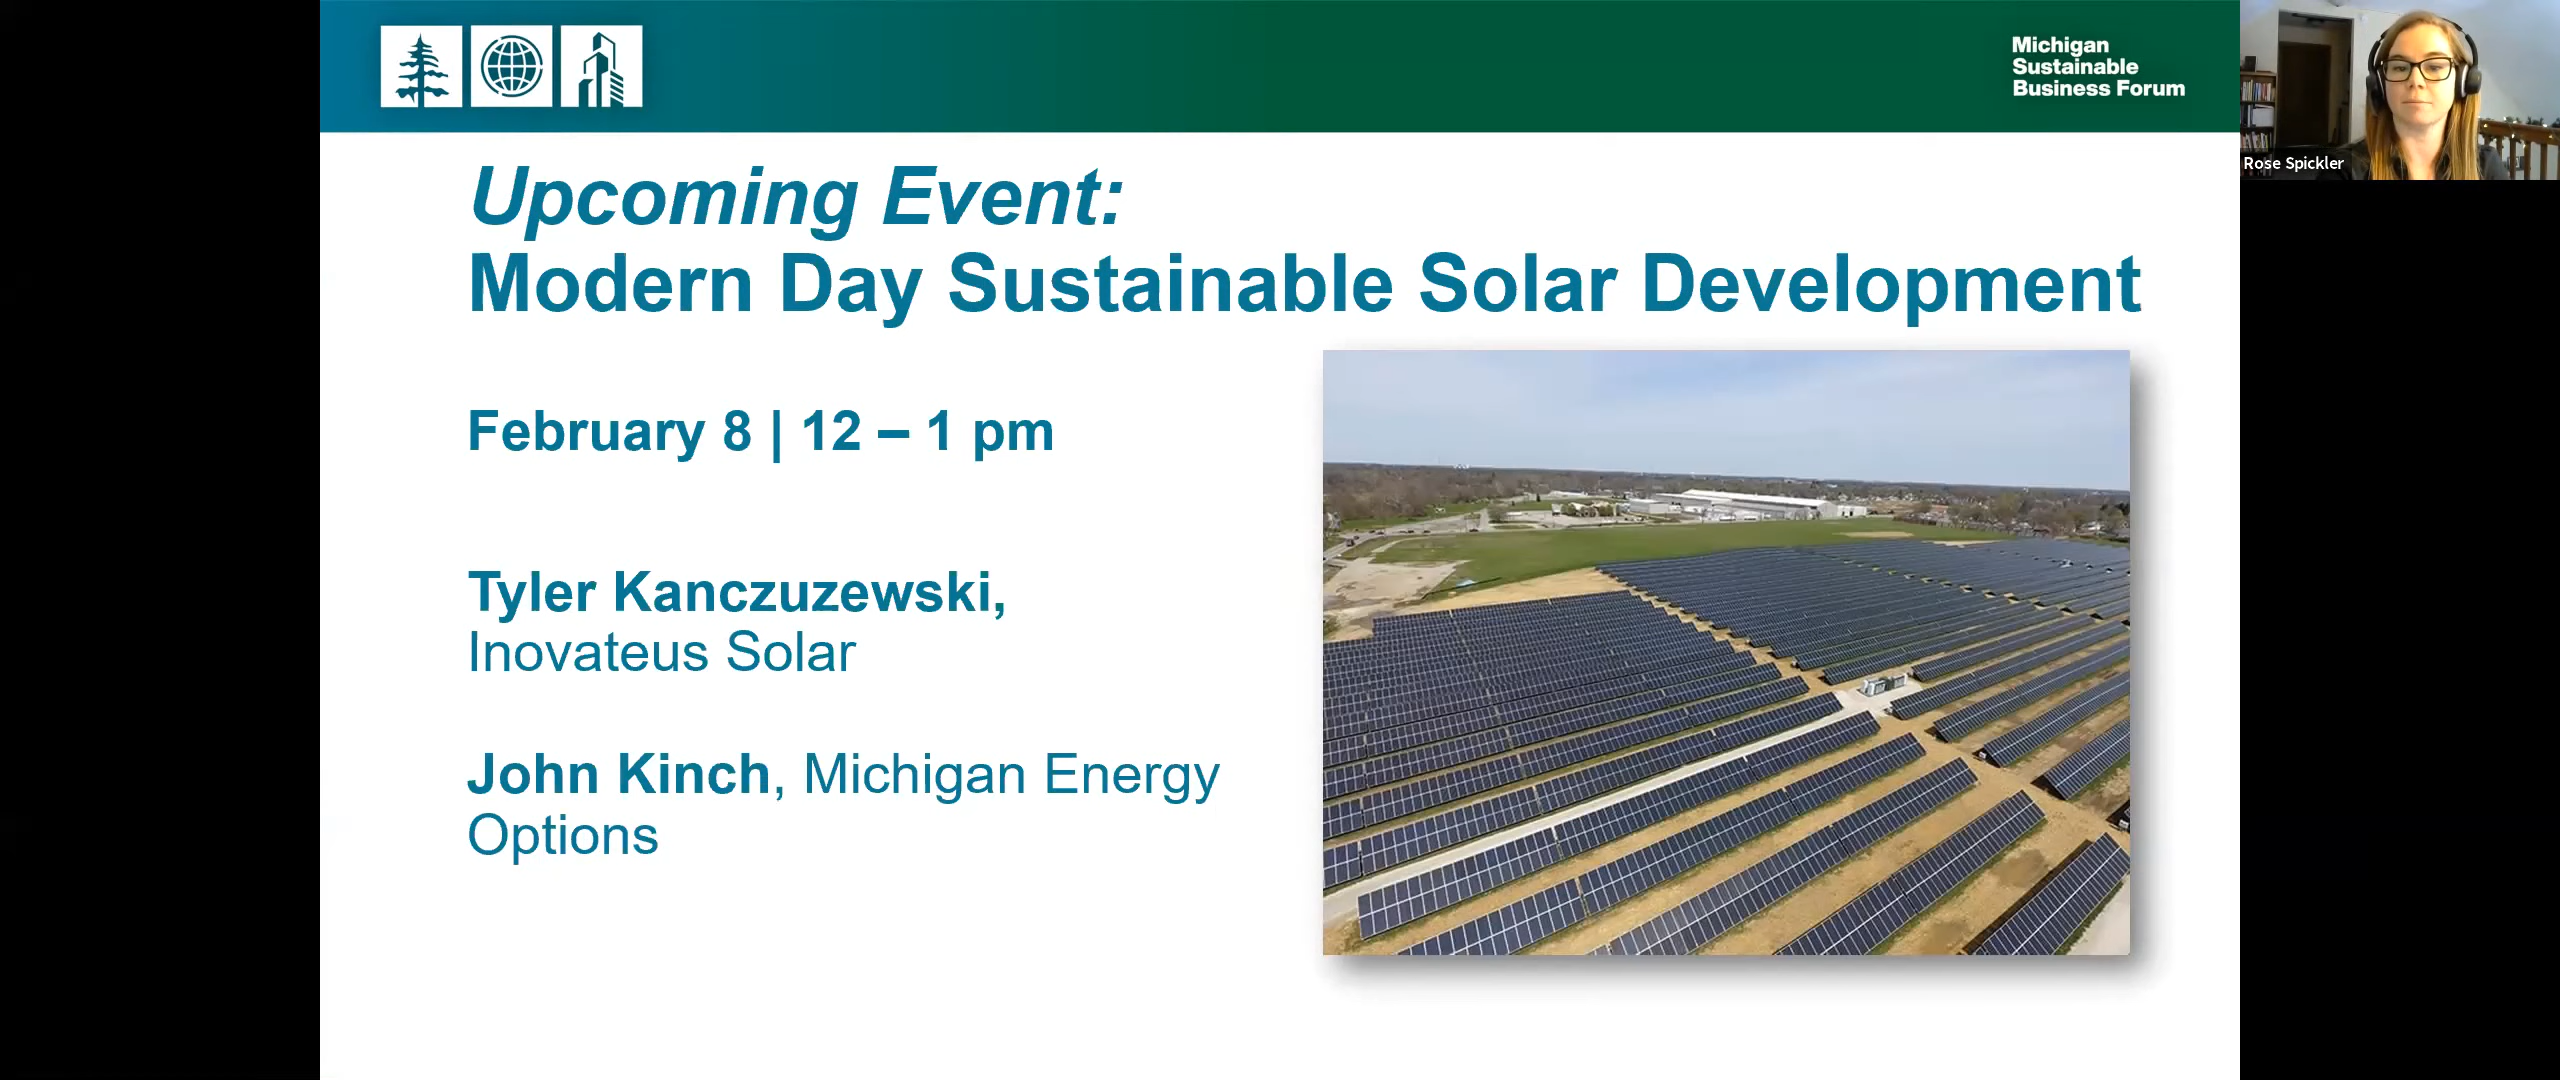 Michigan
Sustainable
Business Forum
Rose Spickler
Upcoming Event:
Modern Day Sustainable Solar Development
February 8 | 12 – 1 pm
Tyler Kanczuzewski,
Inovateus Solar
John Kinch, Michigan Energy
Options